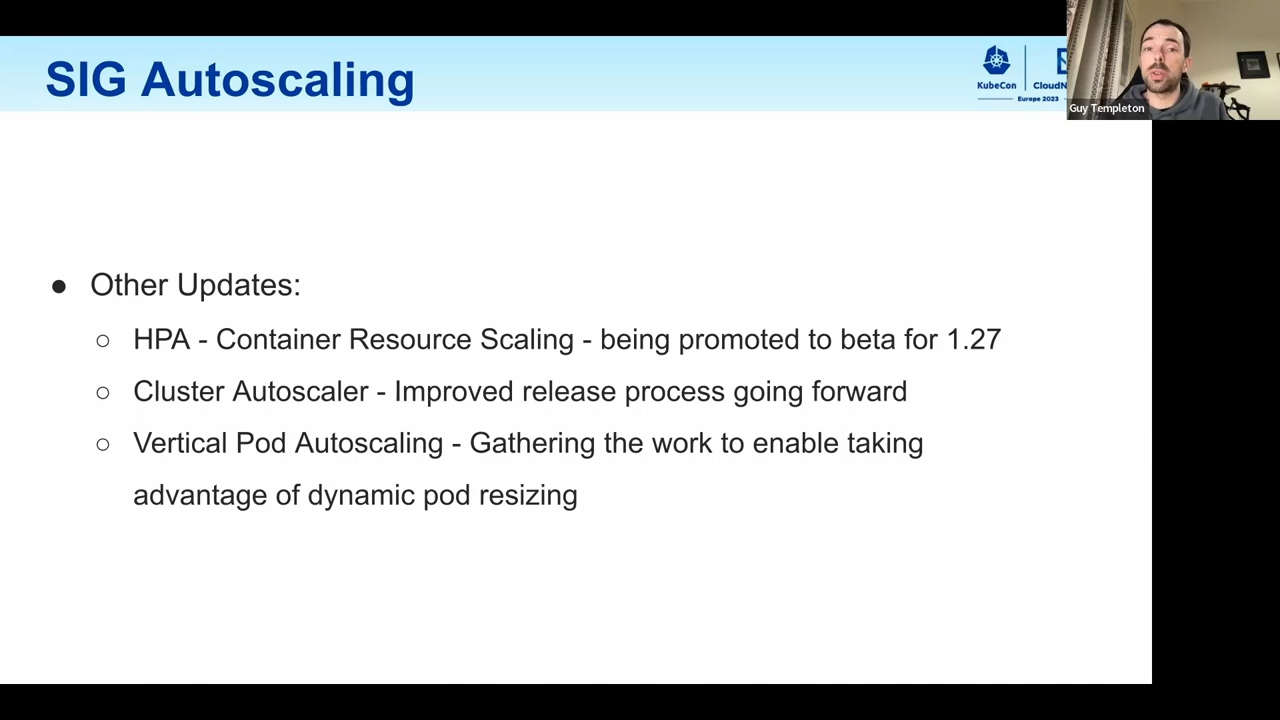 SIG Autoscaling
KubeCon
CloudN
Europe 2023
Guy Templeton
● Other Updates:
○ HPA - Container Resource Scaling - being promoted to beta for 1.27
○ Cluster Autoscaler - Improved release process going forward
○ Vertical Pod Autoscaling - Gathering the work to enable taking
advantage of dynamic pod resizing